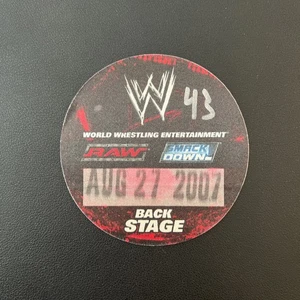 W 43
WORLD WRESTLING ENTERTAINMENT
RAW SMACK DOWN!
AUG 27 2007
BACK
STAGE